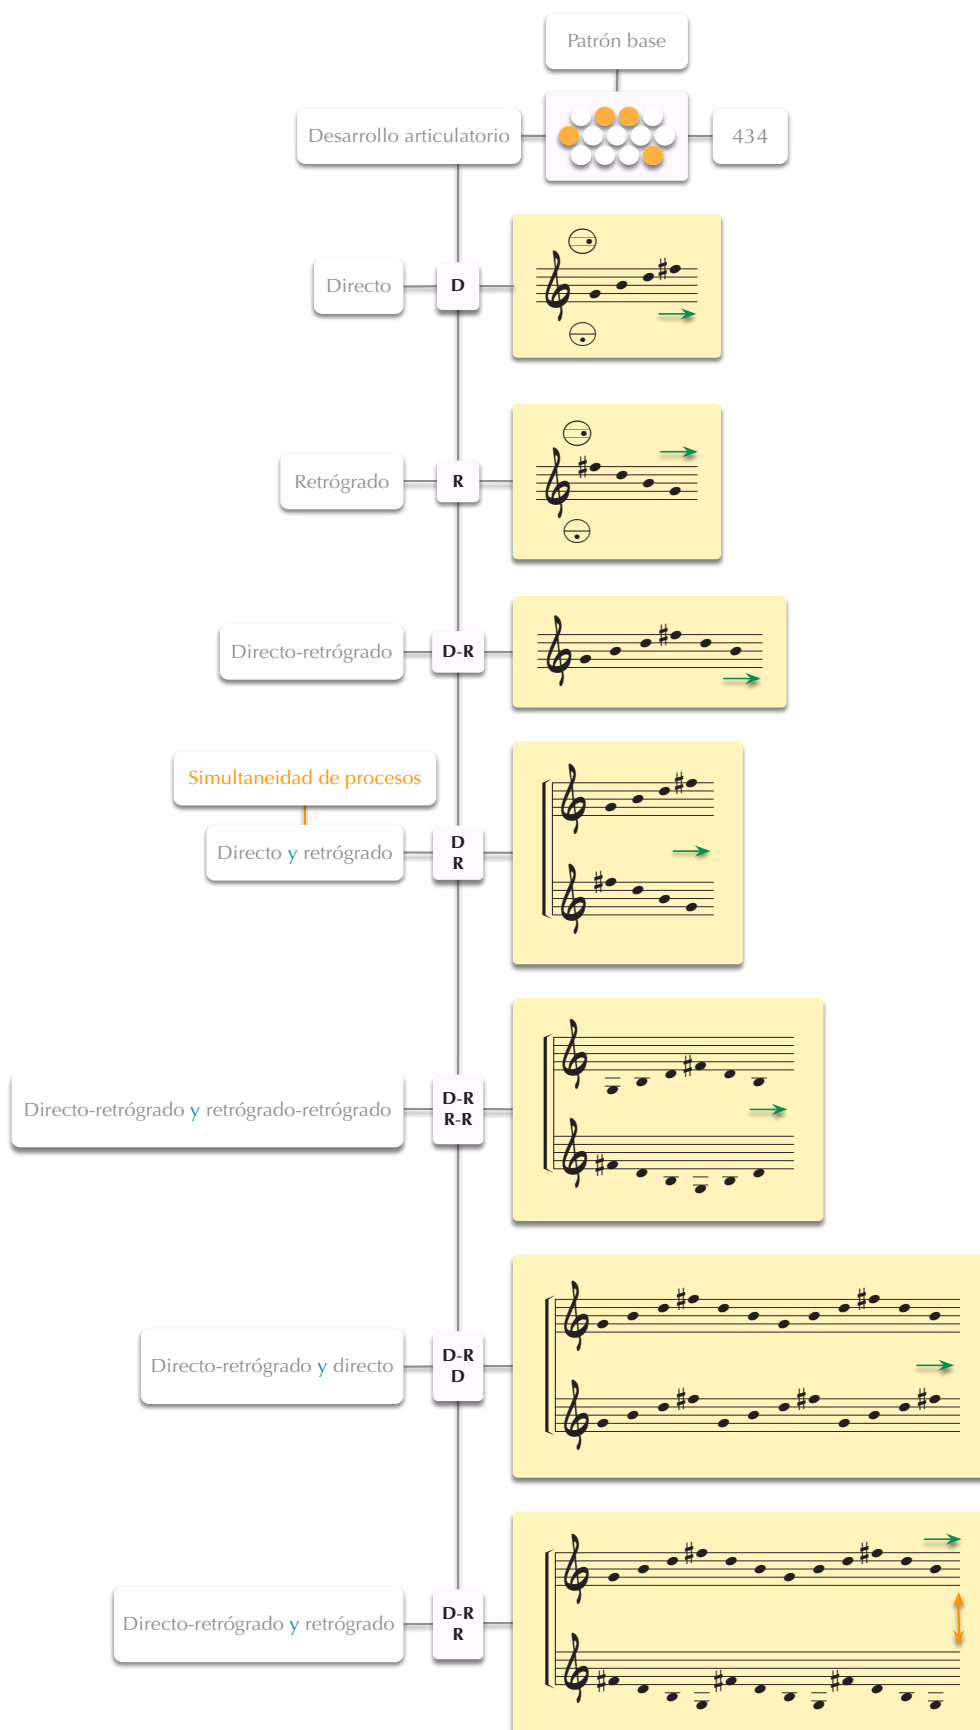 Patrón base
Desarrollo articulatorio
434
Directo
D
Retrógrado
R
Directo-retrógrado
D-R
Simultaneidad de procesos
Directo y retrógrado
D
R
Directo-retrógrado y retrógrado-retrógrado
D-R
R-R
Directo-retrógrado y directo
D-R
D
Directo-retrógrado y retrógrado
D-R
R